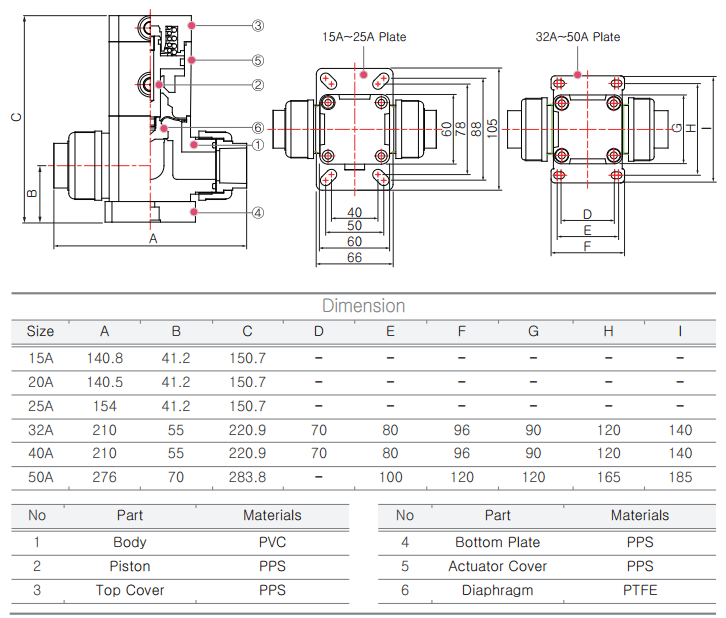 ③
15A~25A Plate
32A~50A Plate
⑤
②
C
⑥
①
60
78
88
105
G
H
I
B
④
A
40
50
60
66
D
E
F
Dimension
Size A B C D E F G H I
15A 140.8 41.2 150.7 – – – – – –
20A 140.5 41.2 150.7 – – – – – –
25A 154 41.2 150.7 – – – – – –
32A 210 55 220.9 70 80 96 90 120 140
40A 210 55 220.9 70 80 96 90 120 140
50A 276 70 283.8 – 100 120 120 165 185
No Part Materials
1 Body PVC
2 Piston PPS
3 Top Cover PPS
No Part Materials
4 Bottom Plate PPS
5 Actuator Cover PPS
6 Diaphragm PTFE